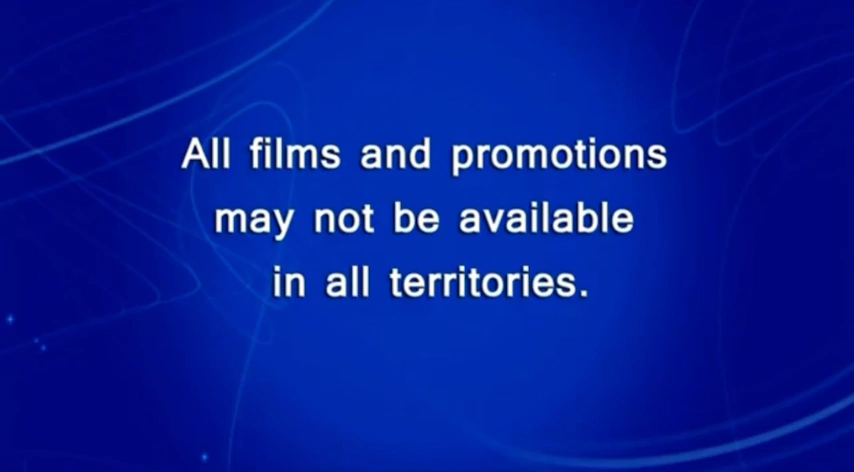 All films and promotions
may not be available
in all territories.